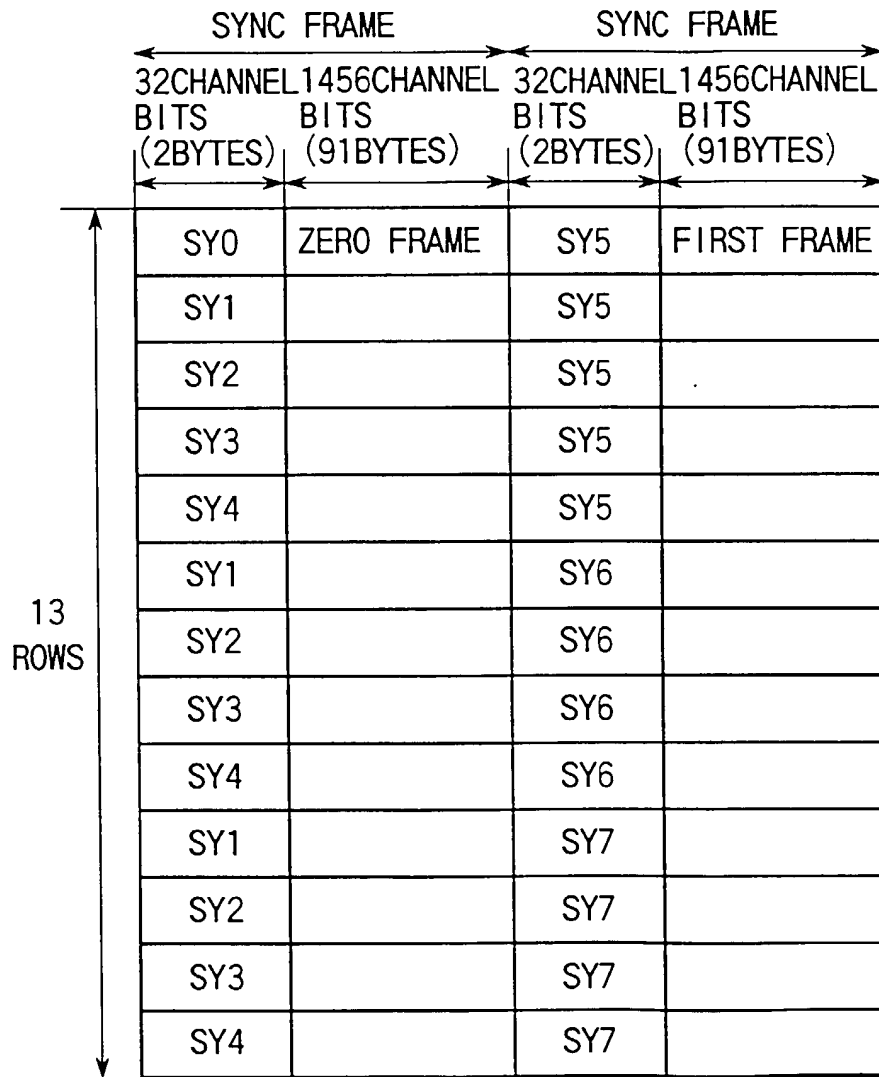 SYNC FRAME SYNC FRAME
32CHANNEL 1456CHANNEL 32CHANNEL 1456CHANNEL
BITS BITS BITS BITS
(2BYTES) (91BYTES) (2BYTES) (91BYTES)
SY0 ZERO FRAME SY5 FIRST FRAME
SY1 SY5
SY2 SY5
SY3 SY5
SY4 SY5
SY1 SY6
13
ROWS
SY2 SY6
SY3 SY6
SY4 SY6
SY1 SY7
SY2 SY7
SY3 SY7
SY4 SY7